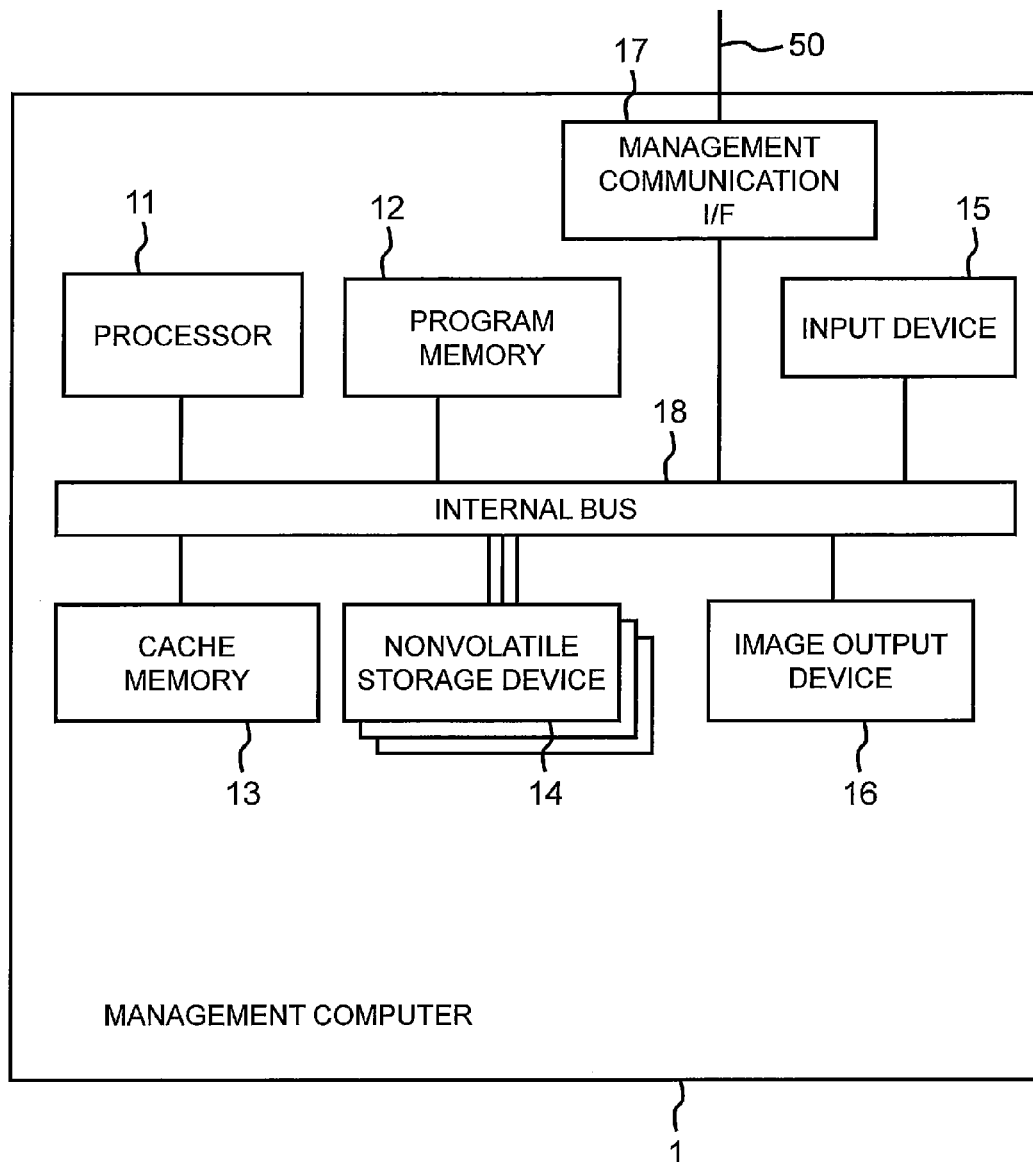 50
17
MANAGEMENT
COMMUNICATION
I/F
11
12
15
PROCESSOR
PROGRAM
MEMORY
INPUT DEVICE
18
INTERNAL BUS
CACHE
MEMORY
NONVOLATILE
STORAGE DEVICE
IMAGE OUTPUT
DEVICE
13
14
16
MANAGEMENT COMPUTER
1